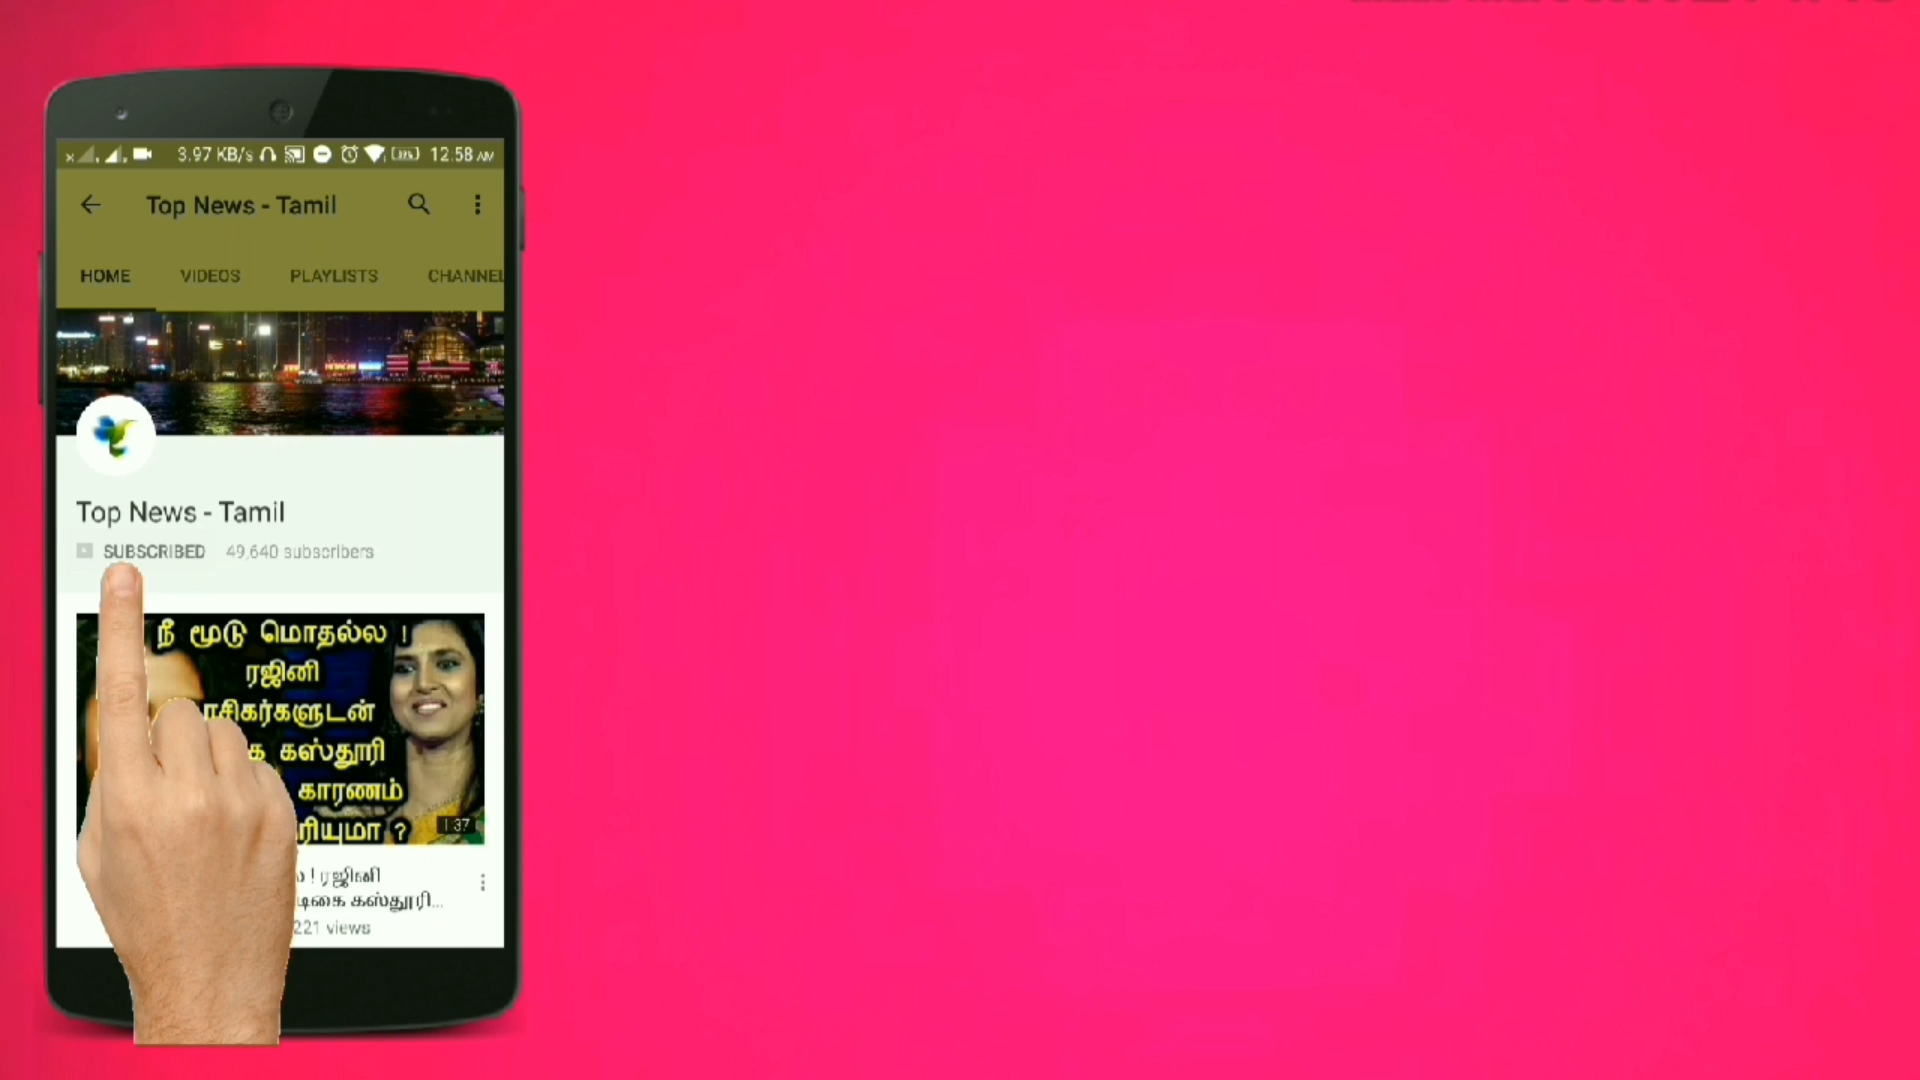 3.97 KB/s 12:58 AM
Top News - Tamil
HOME VIDEOS PLAYLISTS CHANNEL
Top News - Tamil
SUBSCRIBED 49,640 subscribers
நீ மூடு மொதல்ல !
ரஜினி
ரசிகர்களுடன்
கஸ்தூரி
காரணம்
?
1:37
! ரஜினி
கஸ்தூரி...
221 views